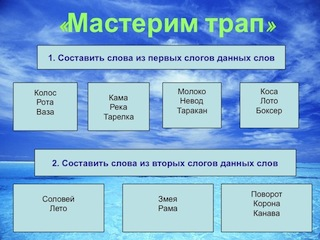 «Мастерим трап»
1. Составить слова из первых слогов данных слов
Колос
Рота
Ваза
Кама
Река
Тарелка
Молоко
Невод
Таракан
Коса
Лото
Боксер
2. Составить слова из вторых слогов данных слов
Соловей
Лето
Змея
Рама
Поворот
Корона
Канава